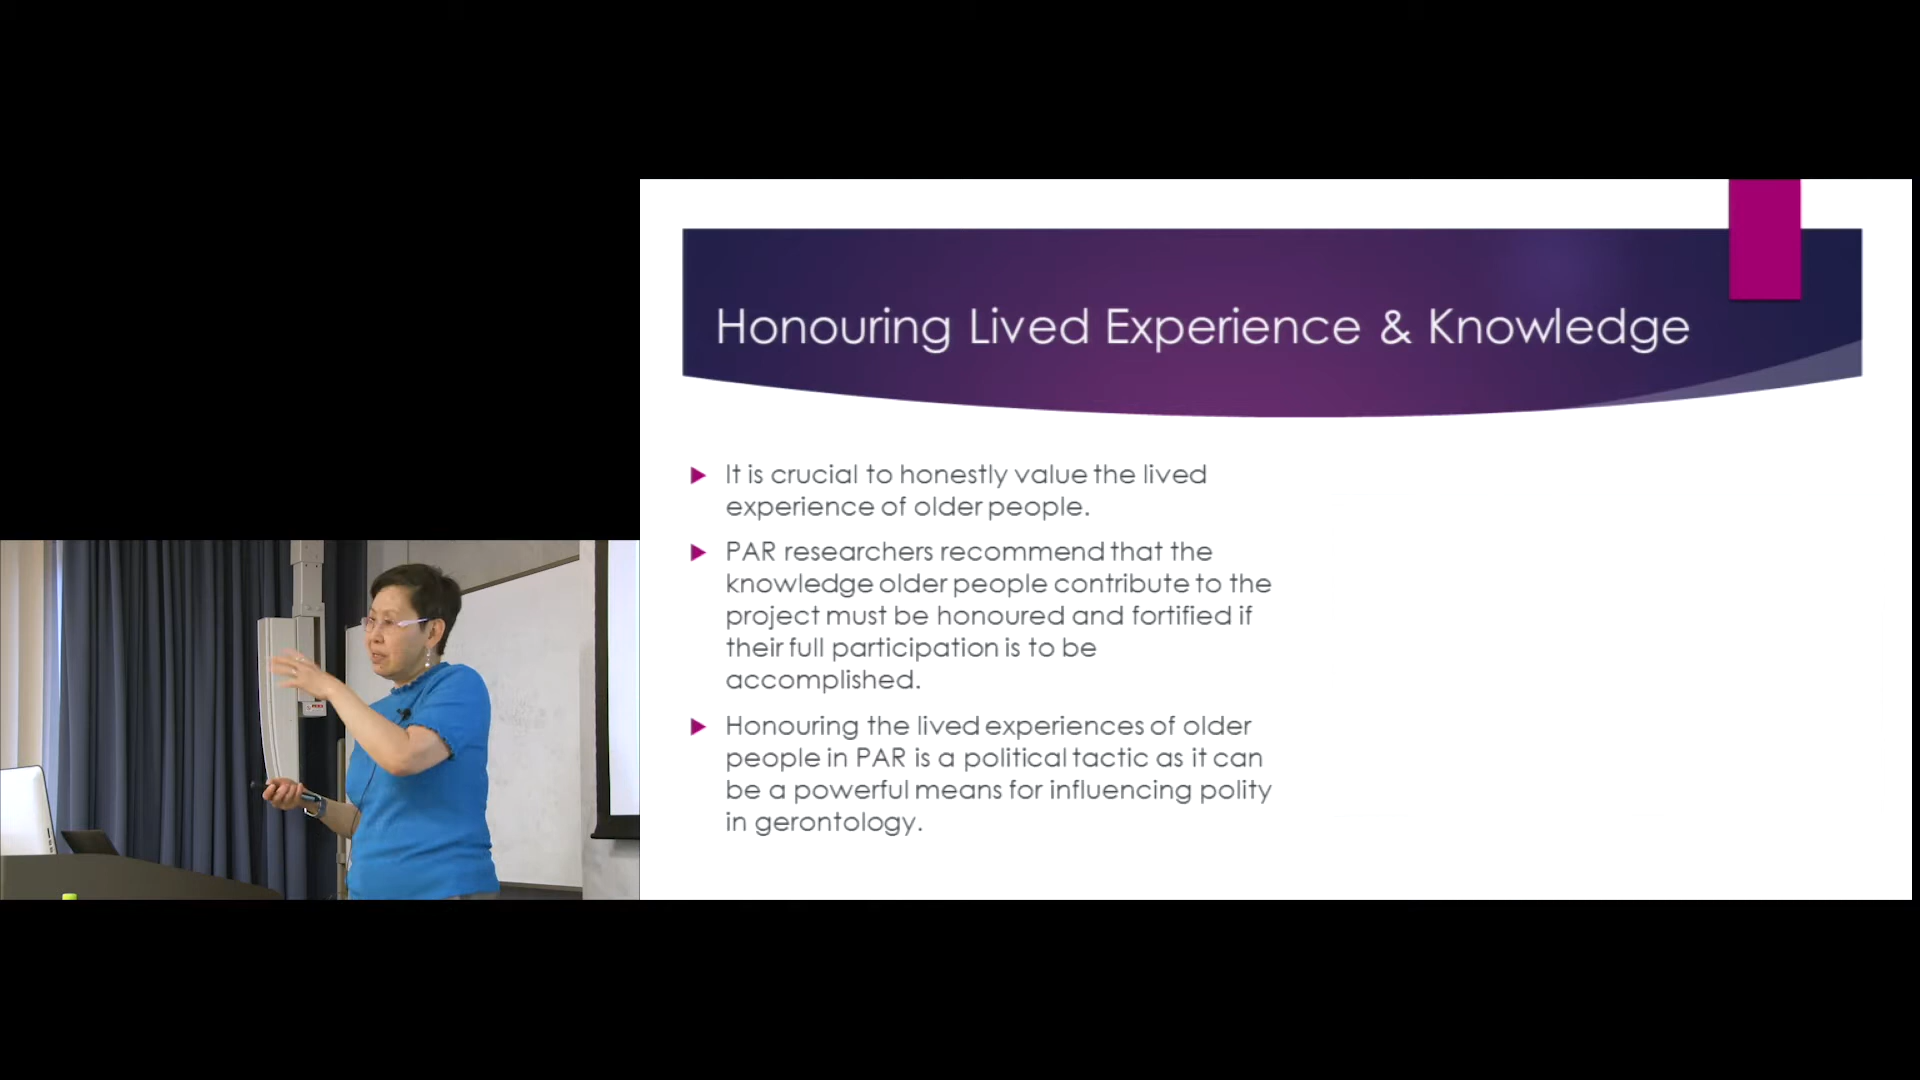 Honouring Lived Experience & Knowledge
It is crucial to honestly value the lived
experience of older people.
PAR researchers recommend that the
knowledge older people contribute to the
project must be honoured and fortified if
their full participation is to be
accomplished.
Honouring the lived experiences of older
people in PAR is a political tactic as it can
be a powerful means for influencing polity
in gerontology.